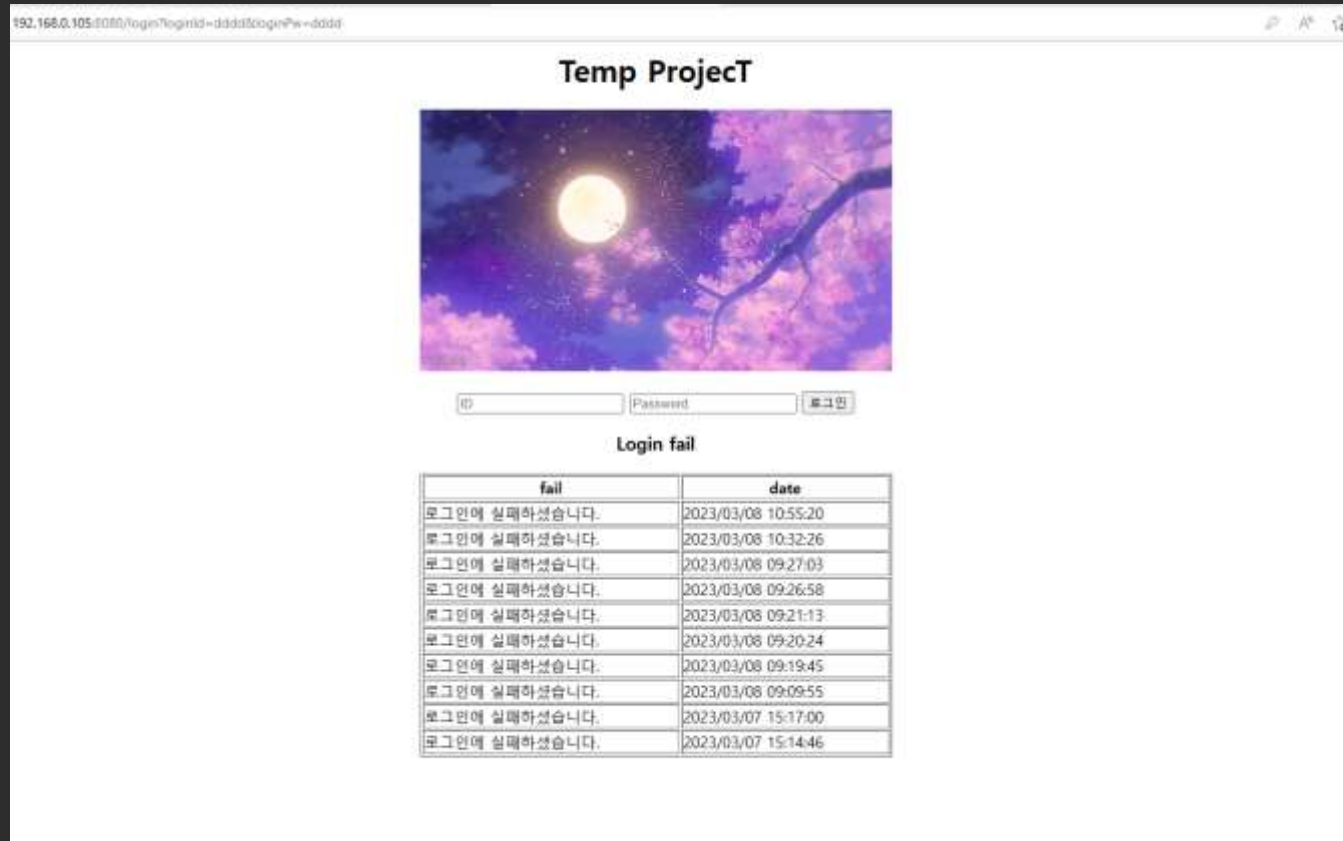 192.168.0.105:8080/login?loginId=dddd&loginPw=dddd
Temp ProjecT
ID Password 로그인
Login fail
fail date
로그인에 실패하셨습니다. 2023/03/08 10:55:20
로그인에 실패하셨습니다. 2023/03/08 10:32:26
로그인에 실패하셨습니다. 2023/03/08 09:27:03
로그인에 실패하셨습니다. 2023/03/08 09:26:58
로그인에 실패하셨습니다. 2023/03/08 09:21:13
로그인에 실패하셨습니다. 2023/03/08 09:20:24
로그인에 실패하셨습니다. 2023/03/08 09:19:45
로그인에 실패하셨습니다. 2023/03/08 09:09:55
로그인에 실패하셨습니다. 2023/03/07 15:17:00
로그인에 실패하셨습니다. 2023/03/07 15:14:46